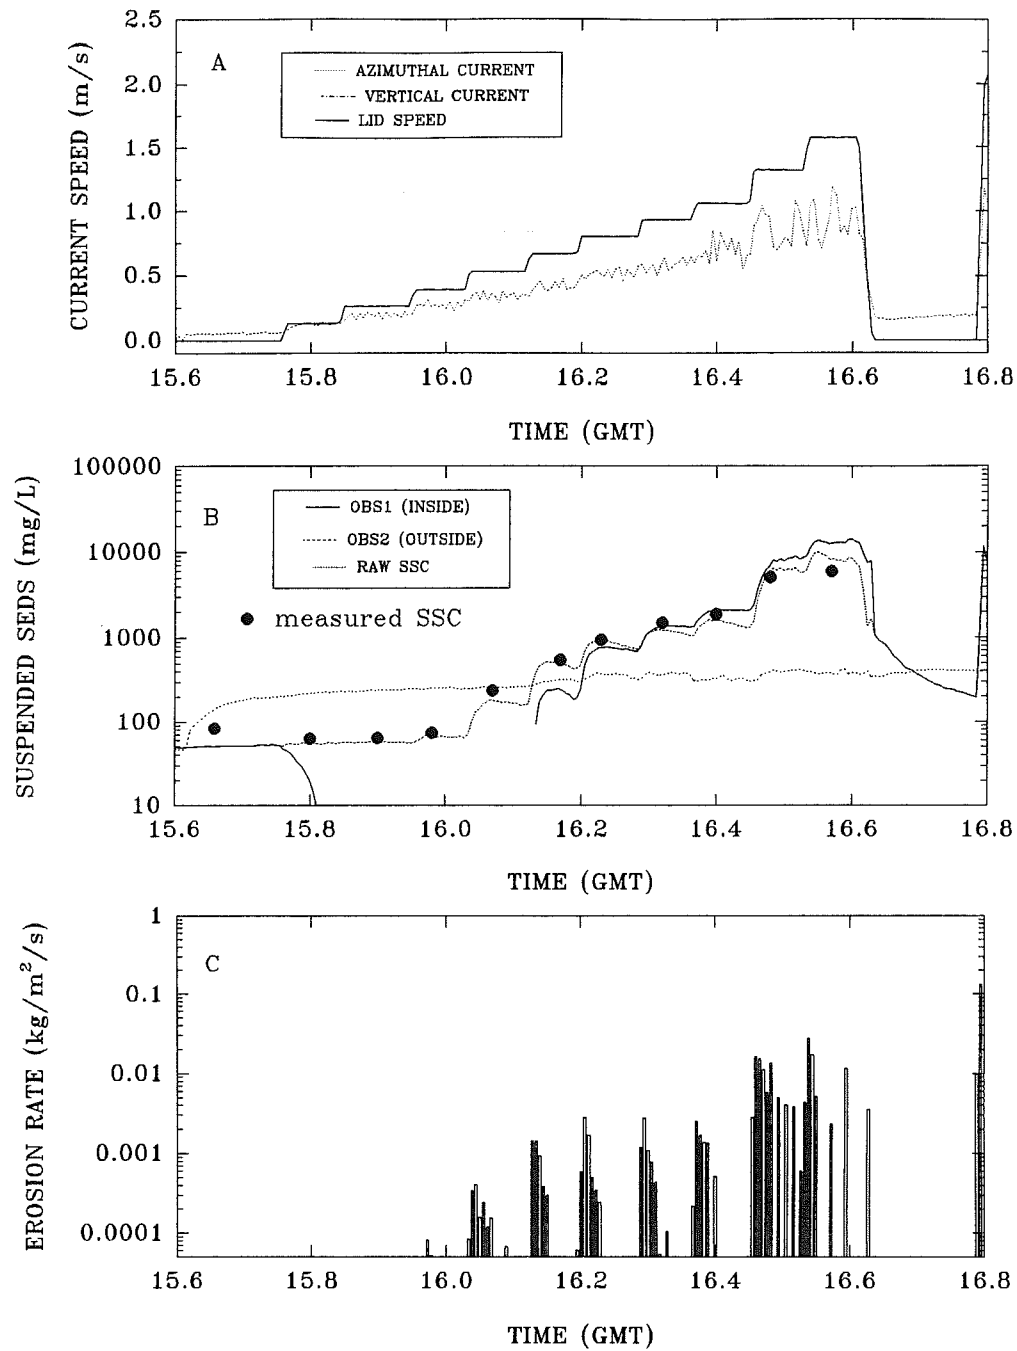 2.5
2.0
1.5
1.0
0.5
0.0
CURRENT SPEED (m/s)
A
AZIMUTHAL CURRENT
VERTICAL CURRENT
LID SPEED
15.6 15.8 16.0 16.2 16.4 16.6 16.8
TIME (GMT)
100000
10000
1000
100
10
SUSPENDED SEDS (mg/L)
B
OBS1 (INSIDE)
OBS2 (OUTSIDE)
RAW SSC
measured SSC
15.6 15.8 16.0 16.2 16.4 16.6 16.8
TIME (GMT)
1
0.1
0.01
0.001
0.0001
EROSION RATE (kg/m²/s)
C
15.6 15.8 16.0 16.2 16.4 16.6 16.8
TIME (GMT)